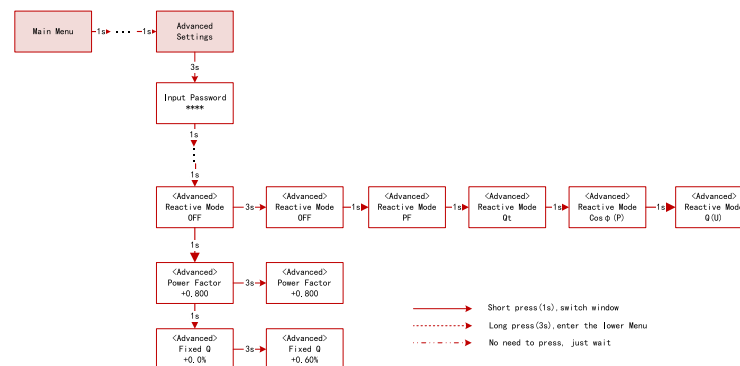 Main Menu
1s
1s
Advanced
Settings
3s
Input Password
****
1s
1s
<Advanced>
Reactive Mode
OFF
3s
<Advanced>
Reactive Mode
OFF
1s
<Advanced>
Reactive Mode
PF
1s
<Advanced>
Reactive Mode
Qt
1s
<Advanced>
Reactive Mode
Cosφ(P)
1s
<Advanced>
Reactive Mode
Q(U)
1s
<Advanced>
Power Factor
+0.800
3s
<Advanced>
Power Factor
+0.800
1s
<Advanced>
Fixed Q
+0.0%
3s
<Advanced>
Fixed Q
+0.60%
Short press(1s),switch window
Long press(3s),enter the lower Menu
No need to press, just wait